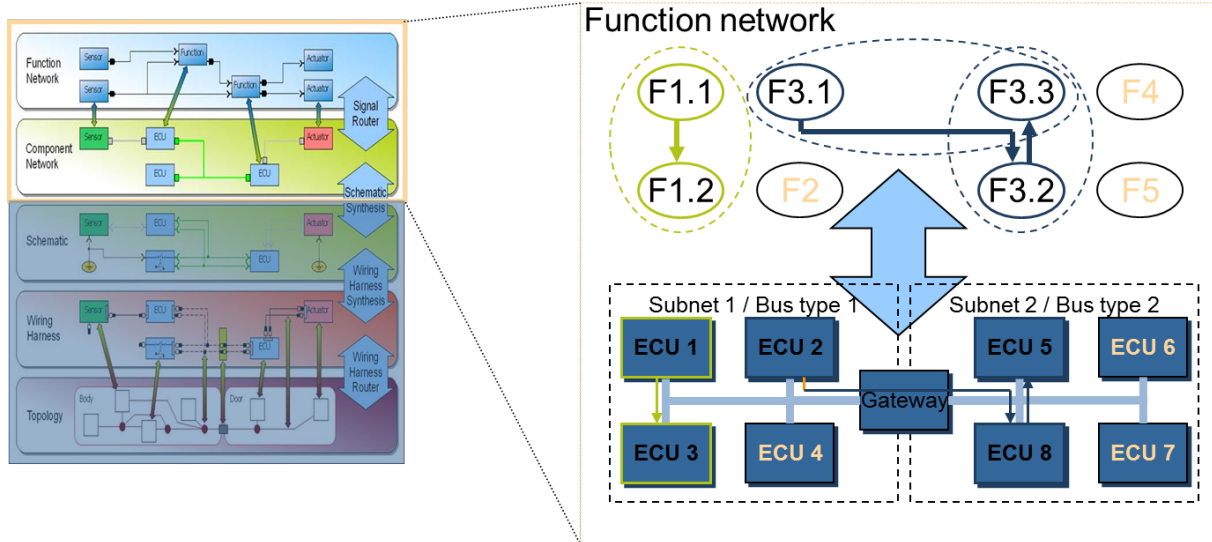 Function
Network
Sensor
Function
Actuator
Sensor
Function
Actuator
Signal
Router
Component
Network
Sensor
ECU
Actuator
ECU
ECU
Schematic
Synthesis
Schematic
Sensor
ECU
Actuator
ECU
Wiring
Harness
Synthesis
Wiring
Harness
Sensor
ECU
Actuator
ECU
Wiring
Harness
Router
Topology
Body
Door
Function network
F1.1
F3.1
F3.3
F4
F1.2
F2
F3.2
F5
Subnet 1 / Bus type 1
Subnet 2 / Bus type 2
ECU 1
ECU 2
ECU 5
ECU 6
Gateway
ECU 3
ECU 4
ECU 8
ECU 7